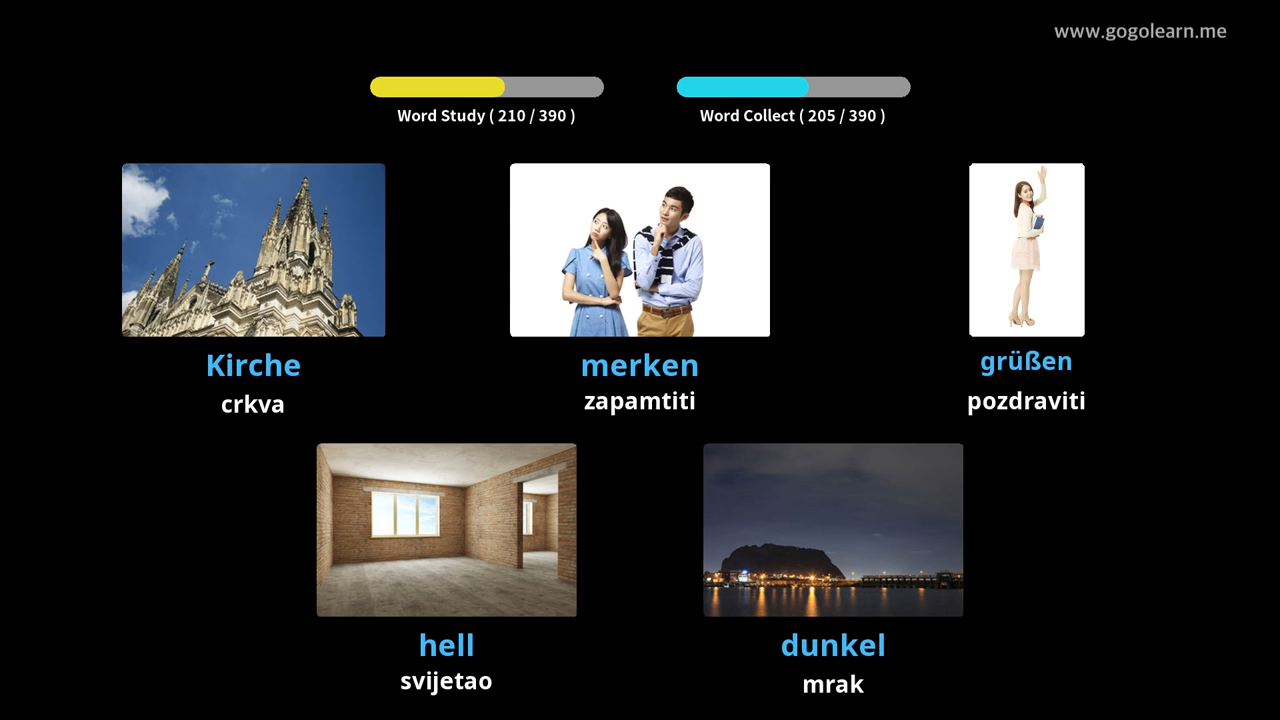 www.gogolearn.me
Word Study ( 210 / 390 )
Word Collect ( 205 / 390 )
Kirche
crkva
merken
zapamtiti
grüßen
pozdraviti
hell
svijetao
dunkel
mrak